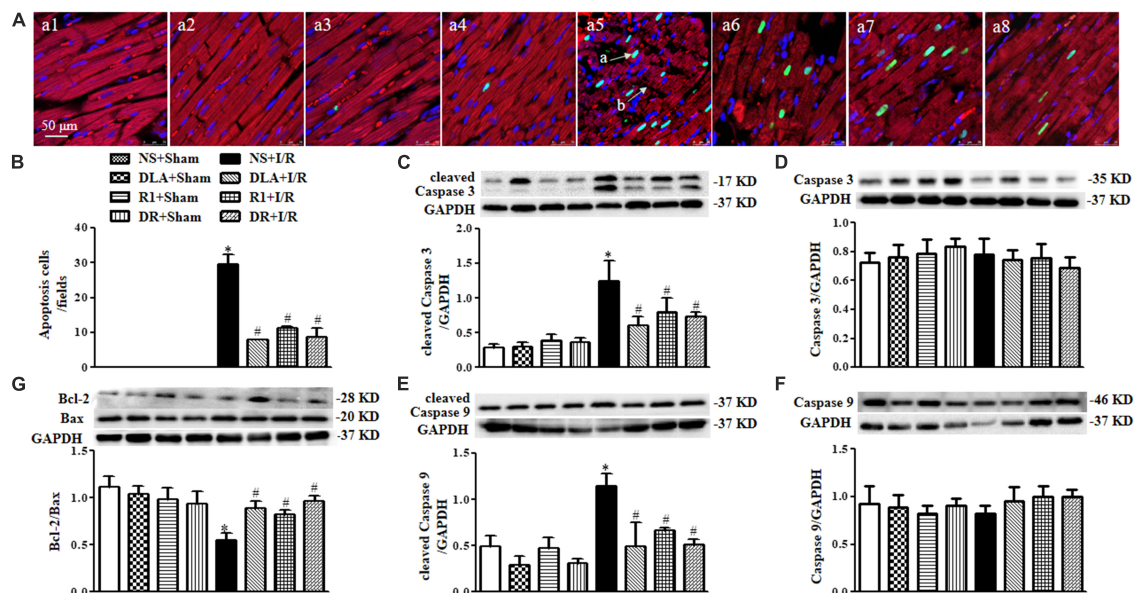 A
a1
a2
a3
a4
a5
a6
a7
a8
a
b
50 μm
B
NS+Sham
NS+I/R
DLA+Sham
DLA+I/R
R1+Sham
R1+I/R
DR+Sham
DR+I/R
Apoptosis cells
/fields
40
30
20
10
0
*
#
#
#
C
cleaved
Caspase 3
-17 KD
GAPDH
-37 KD
cleaved Caspase 3
/GAPDH
2.0
1.5
1.0
0.5
0.0
*
#
#
#
D
Caspase 3
-35 KD
GAPDH
-37 KD
Caspase 3/GAPDH
1.0
0.8
0.6
0.4
0.2
0.0
G
Bcl-2
-28 KD
Bax
-20 KD
GAPDH
-37 KD
Bcl-2/Bax
1.5
1.0
0.5
0.0
*
#
#
#
E
cleaved
Caspase 9
-37 KD
GAPDH
-37 KD
cleaved Caspase 9
/GAPDH
1.5
1.0
0.5
0.0
*
#
#
#
F
Caspase 9
-46 KD
GAPDH
-37 KD
Caspase 9/GAPDH
1.5
1.0
0.5
0.0